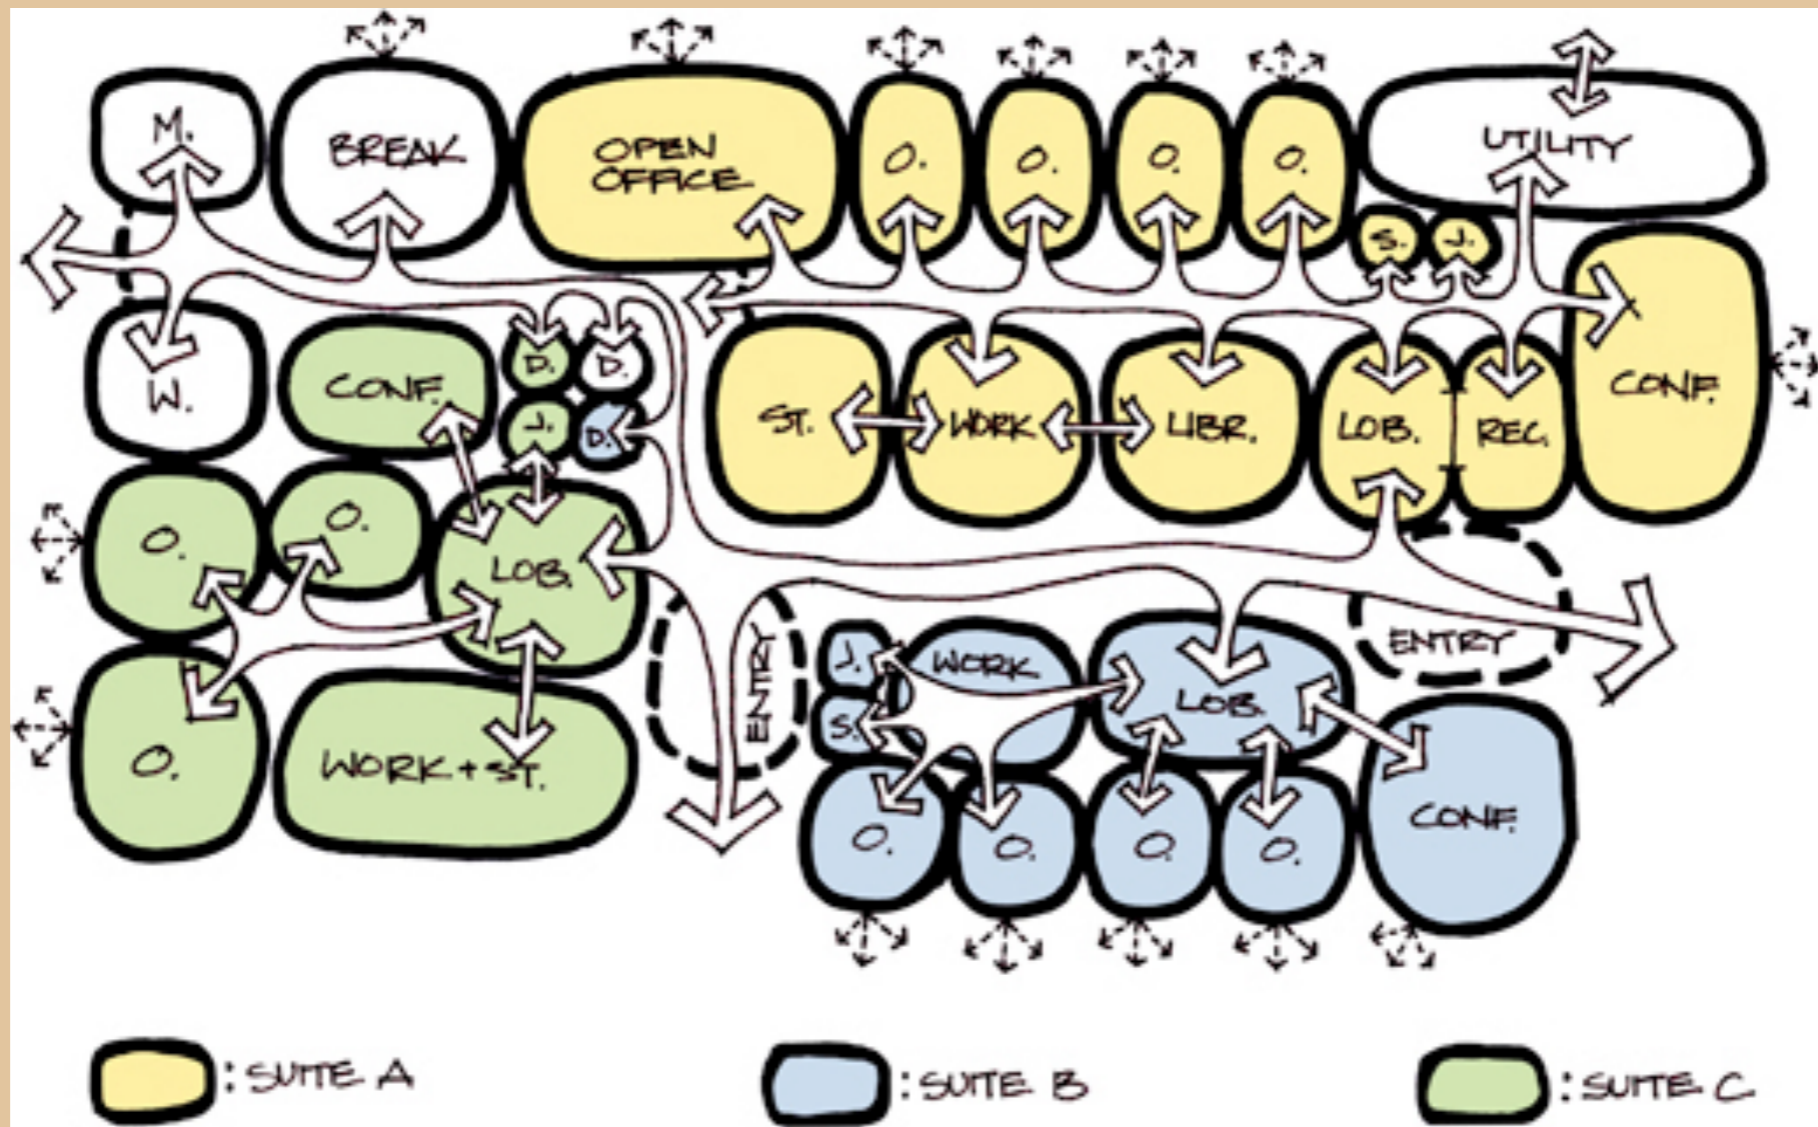 M.
BREAK
OPEN
OFFICE
O.
O.
O.
O.
UTILITY
S.
J.
W.
CONF.
D.
D.
J.
D.
ST.
WORK
LIBR.
LOB.
REC.
CONF.
O.
O.
LOB.
O.
WORK + ST.
ENTRY
J.
S.
WORK
LOB.
ENTRY
O.
O.
O.
O.
CONF.
: SUITE A
: SUITE B
: SUITE C